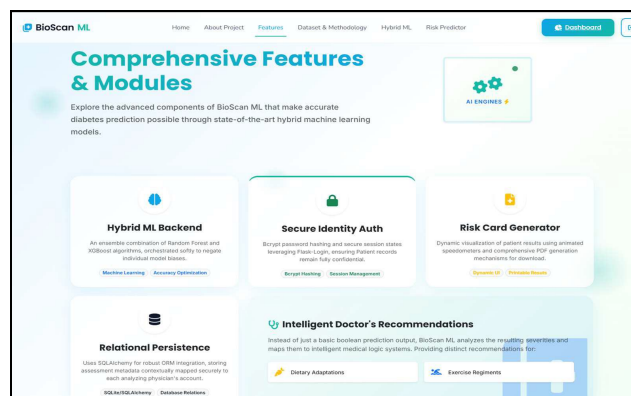 BioScan ML
Home About Project Features Dataset & Methodology Hybrid ML Risk Predictor
Dashboard
Comprehensive Features
& Modules
Explore the advanced components of BioScan ML that make accurate
diabetes prediction possible through state-of-the-art hybrid machine learning
models.
AI ENGINES
Hybrid ML Backend
An ensemble combination of Random Forest and
XGBoost algorithms, orchestrated softly to negate
individual model biases.
Machine Learning Accuracy Optimization
Secure Identity Auth
Bcrypt password hashing and secure session states
leveraging Flask-Login, ensuring Patient records
remain fully confidential.
Bcrypt Hashing Session Management
Risk Card Generator
Dynamic visualization of patient results using animated
speedometers and comprehensive PDF generation
mechanisms for download.
Dynamic UI Printable Results
Relational Persistence
Uses SQLAlchemy for robust ORM integration, storing
assessment metadata contextually mapped securely to
each analyzing physician's account.
SQLite/SQLAlchemy Database Relations
Intelligent Doctor's Recommendations
Instead of just a basic boolean prediction output, BioScan ML analyzes the resulting severities and
maps them to intelligent medical logic systems. Providing distinct recommendations for:
Dietary Adaptations
Exercise Regiments